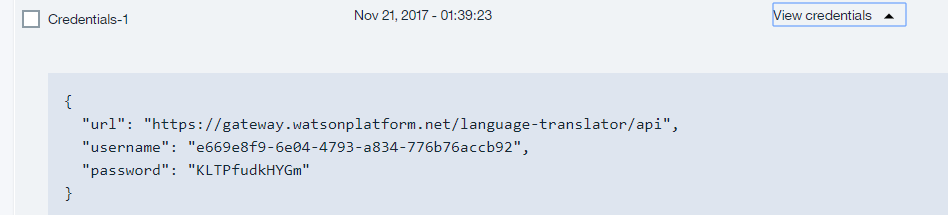 Credentials-1 Nov 21, 2017 - 01:39:23 View credentials
{
"url": "https://gateway.watsonplatform.net/language-translator/api",
"username": "e669e8f9-6e04-4793-a834-776b76accb92",
"password": "KLTPfudkHYGm"
}